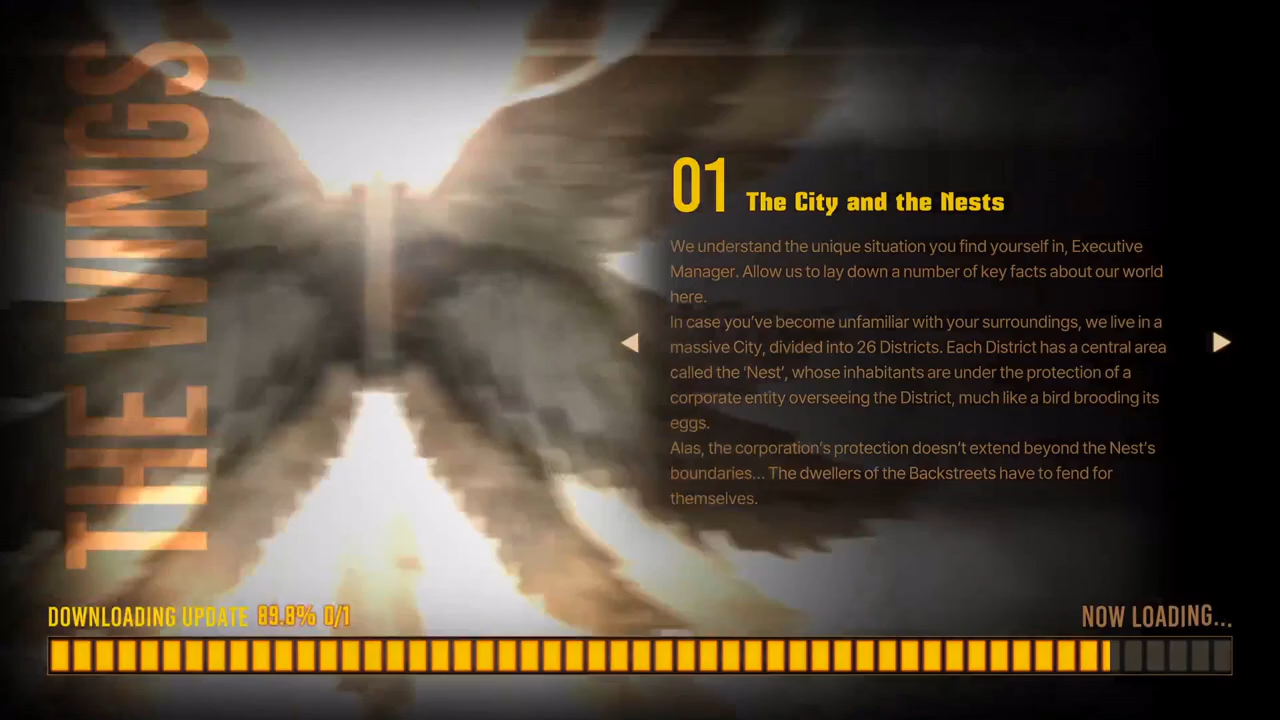 THE WINGS
01 The City and the Nests
We understand the unique situation you find yourself in, Executive
Manager. Allow us to lay down a number of key facts about our world
here.
In case you've become unfamiliar with your surroundings, we live in a
massive City, divided into 26 Districts. Each District has a central area
called the 'Nest', whose inhabitants are under the protection of a
corporate entity overseeing the District, much like a bird brooding its
eggs.
Alas, the corporation's protection doesn't extend beyond the Nest's
boundaries... The dwellers of the Backstreets have to fend for
themselves.
DOWNLOADING UPDATE 89.8% 0/1
NOW LOADING...